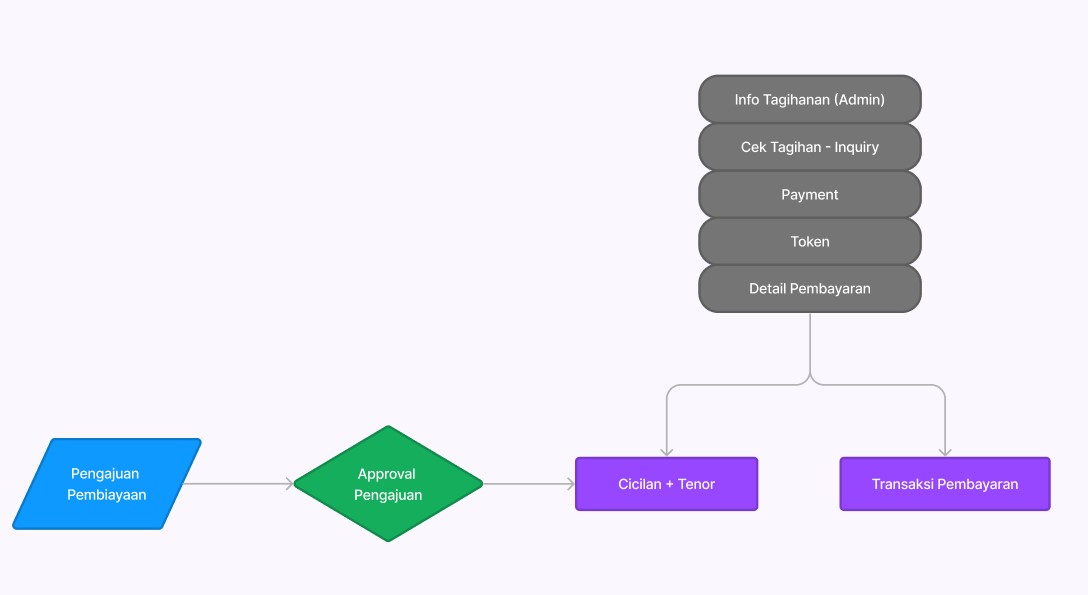 Info Tagihanan (Admin)
Cek Tagihan - Inquiry
Payment
Token
Detail Pembayaran
Pengajuan
Pembiayaan
Approval
Pengajuan
Cicilan + Tenor
Transaksi Pembayaran